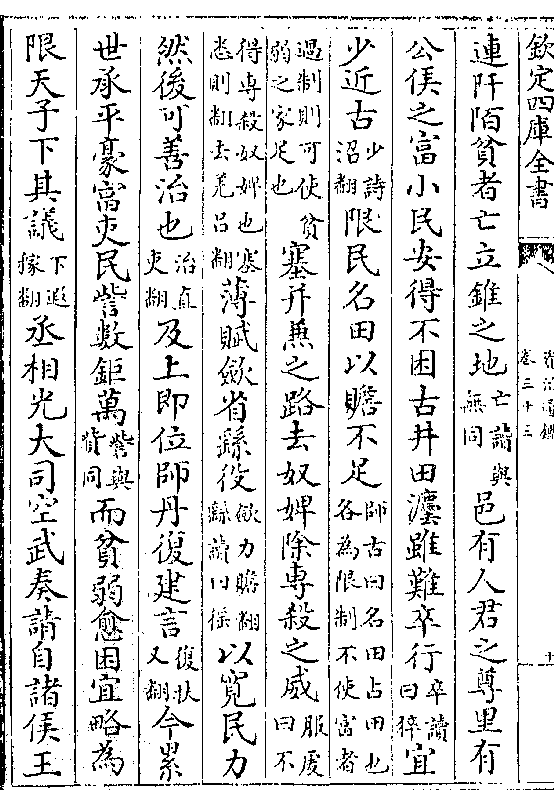 欽定四庫全書
資治通鑑
卷三十三
連阡陌貧者亡立錐之地亡讀與無同邑有人君之尊里有
公侯之富小民安得不困古井田灋雖難卒行卒讀曰猝宜
少近古少詩沼翻限民名田以贍不足師古曰名田占田也各為限制不使富者
過制則可使貧弱之家足也塞并兼之路去奴婢除專殺之威服虔曰不
得專殺奴婢也塞悉則翻去羌呂翻薄賦斂省繇役斂力贍翻繇讀曰徭以寛民力
然後可善治也治直吏翻及上即位師丹復建言復扶又翻今累
世承平豪富吏民訾數鉅萬訾與貲同而貧弱愈困宜略為
限天子下其議下遐稼翻丞相光大司空武奏請自諸侯王